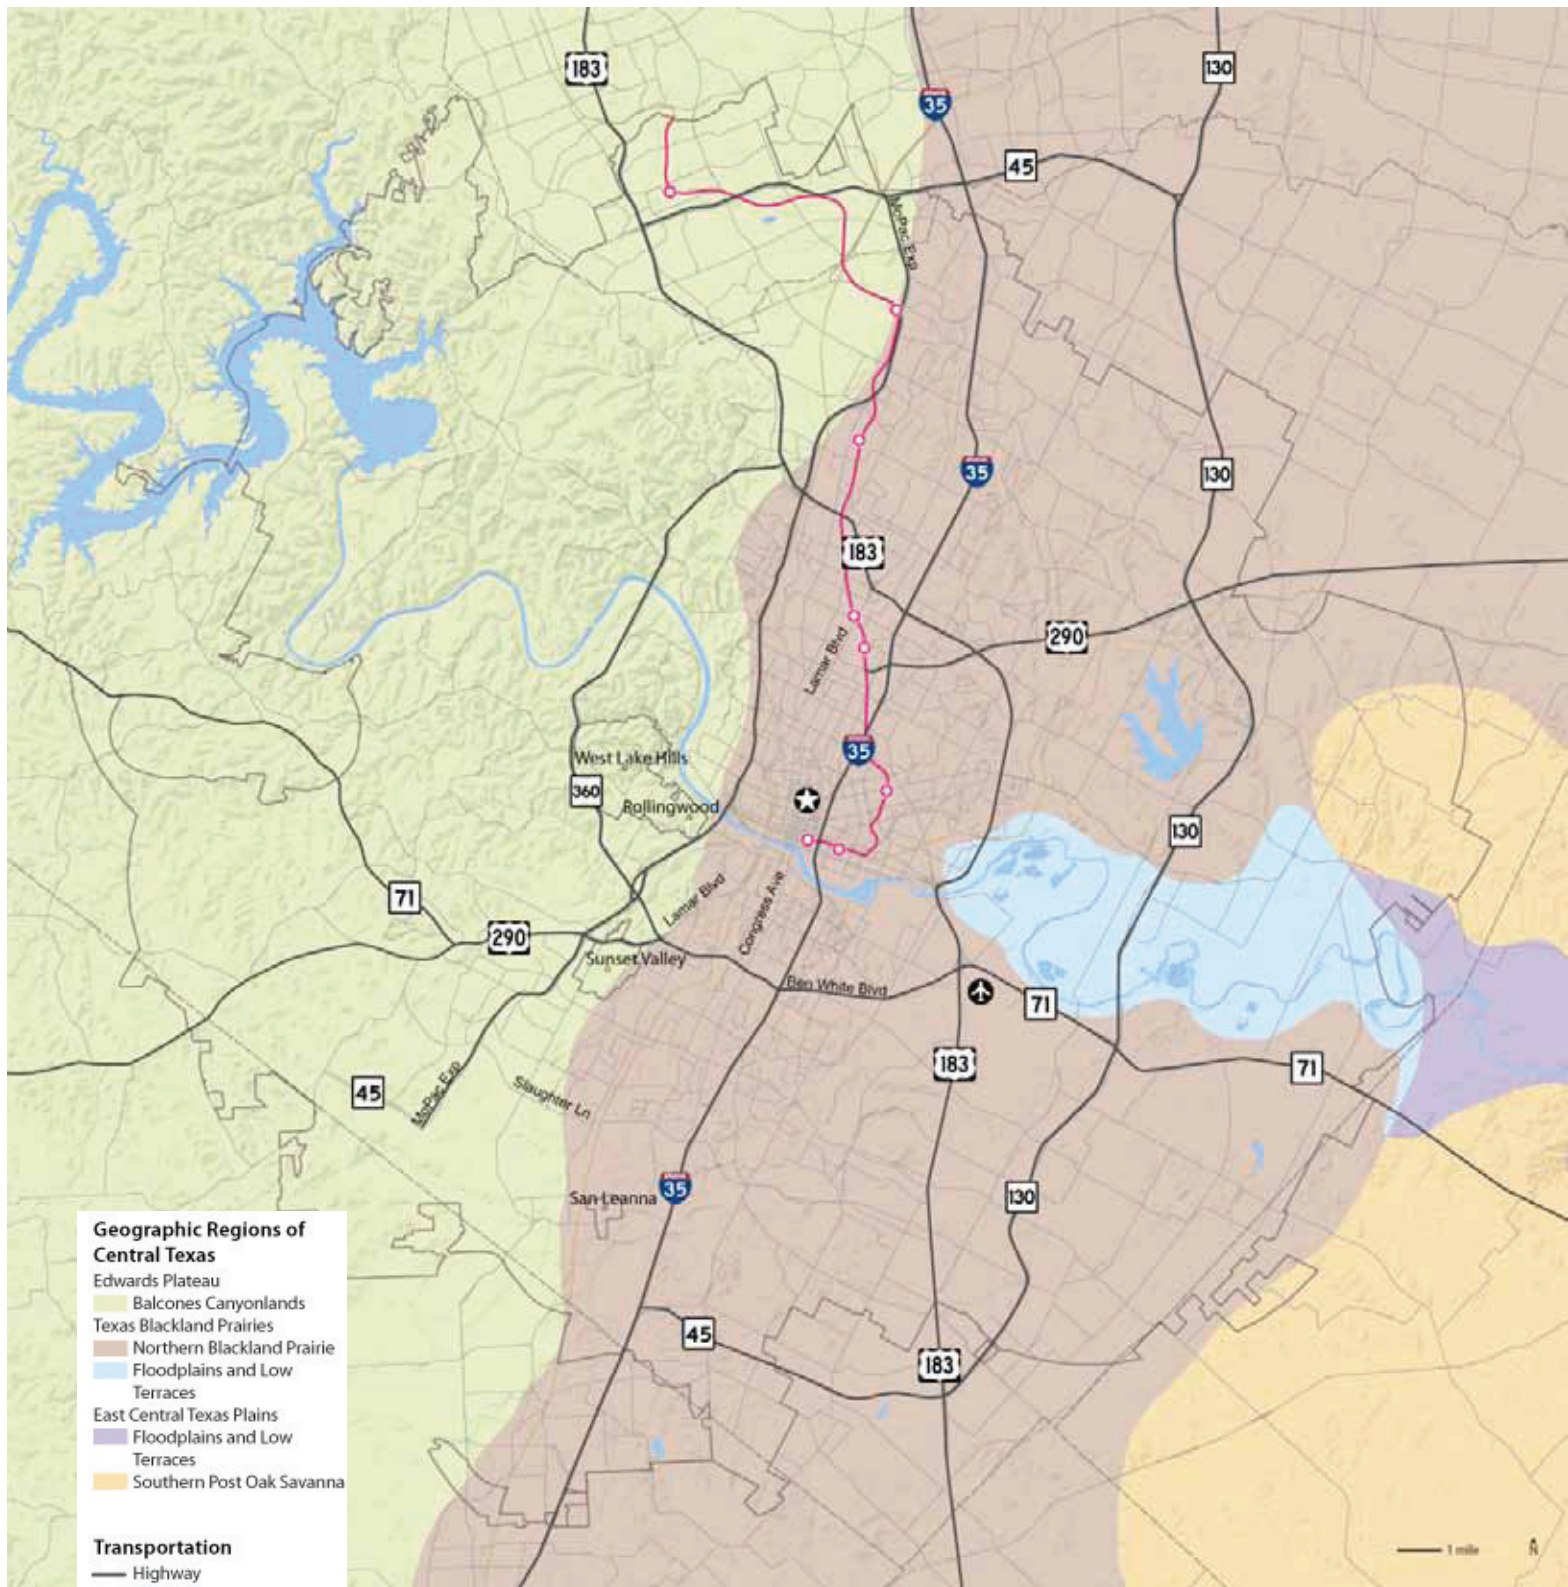 183
35
130
45
MoPac Exp
35
130
183
290
Lamar Blvd
35
West Lake Hills
360
Rollingwood
130
71
Lamar Blvd
290
Congress Ave
Sunset Valley
Ben White Blvd
71
183
71
45
MoPac Exp
Slaughter Ln
San Leanna
35
130
45
183
Geographic Regions of
Central Texas
Edwards Plateau
Balcones Canyonlands
Texas Blackland Prairies
Northern Blackland Prairie
Floodplains and Low
Terraces
East Central Texas Plains
Floodplains and Low
Terraces
Southern Post Oak Savanna
Transportation
Highway
1 mile
N